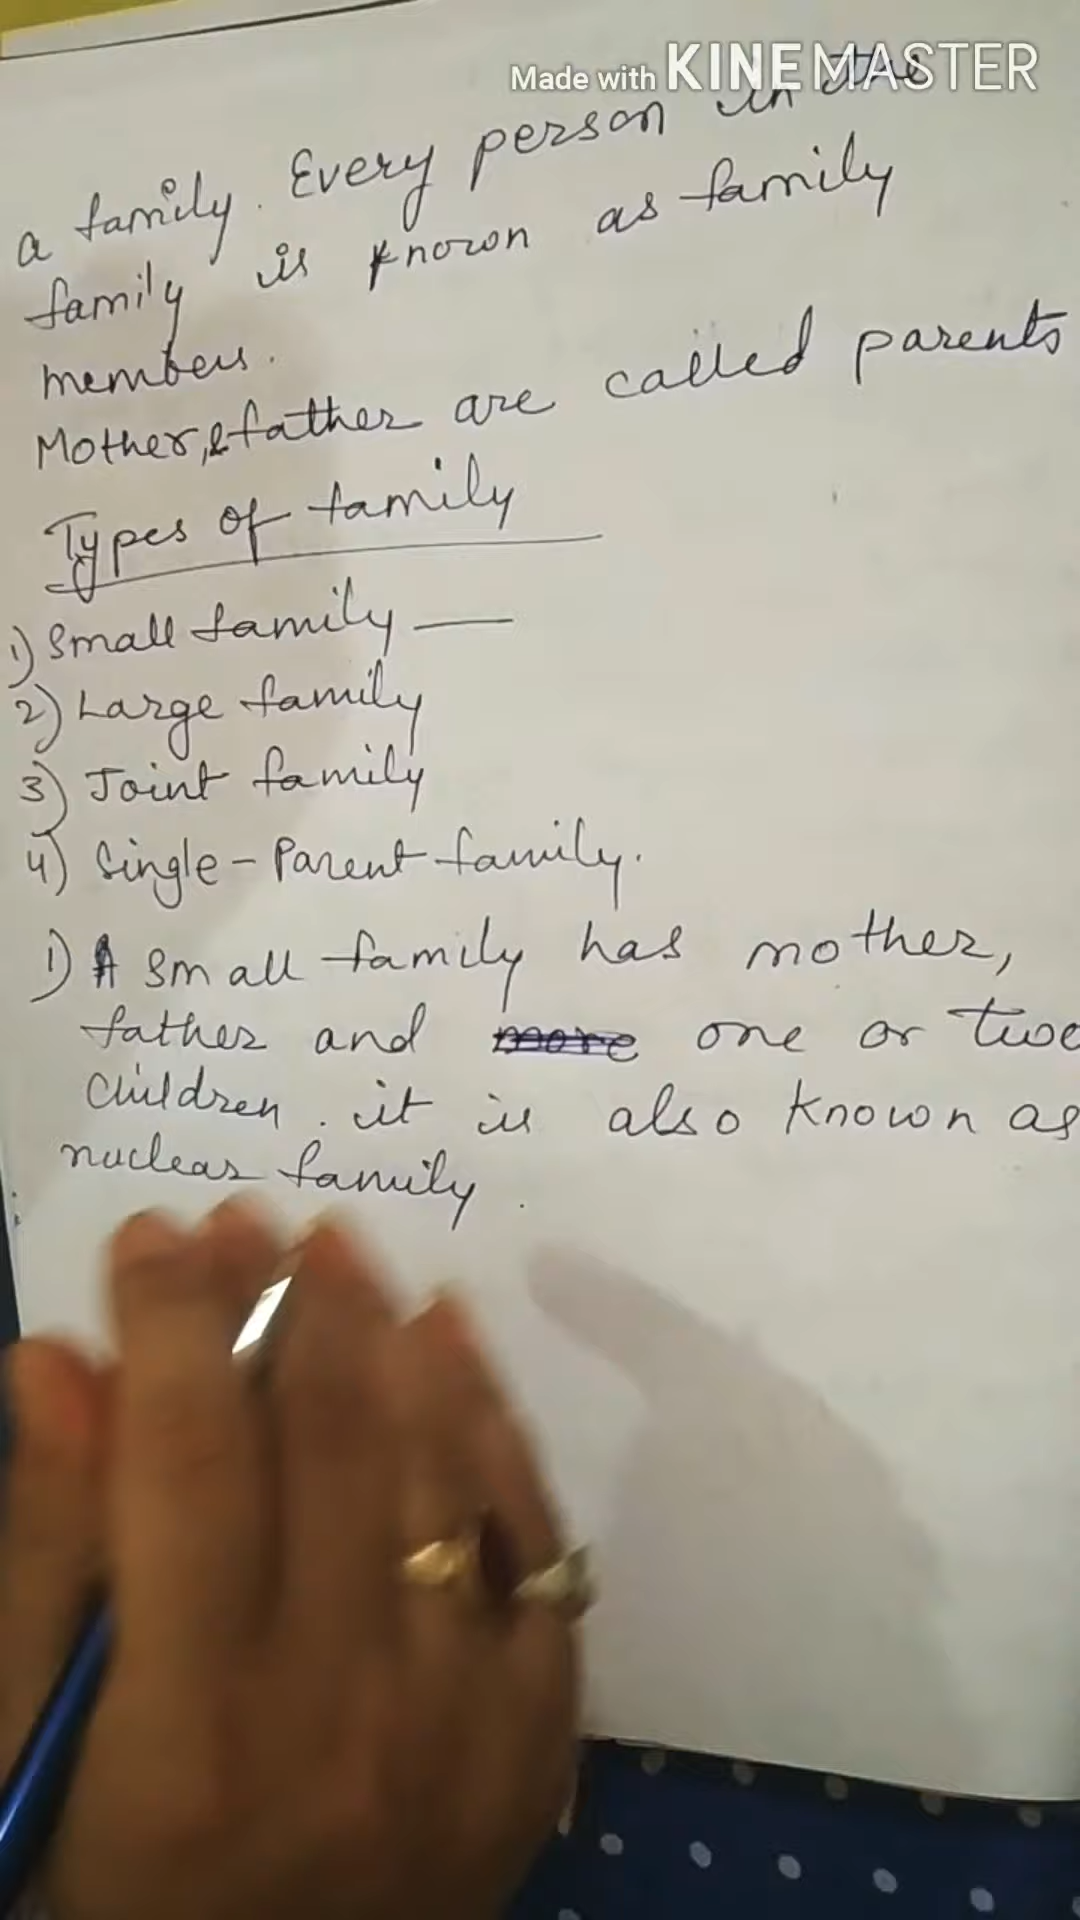 Made with KINEMASTER
a family. Every person in the
family is known as family
members.
Mother,& father are called parents
Types of family
1) Small family —
2) Large family
3) Joint family
4) Single - Parent family.
1) A small family has mother,
father and more one or two
children. it is also known as
nuclear family.